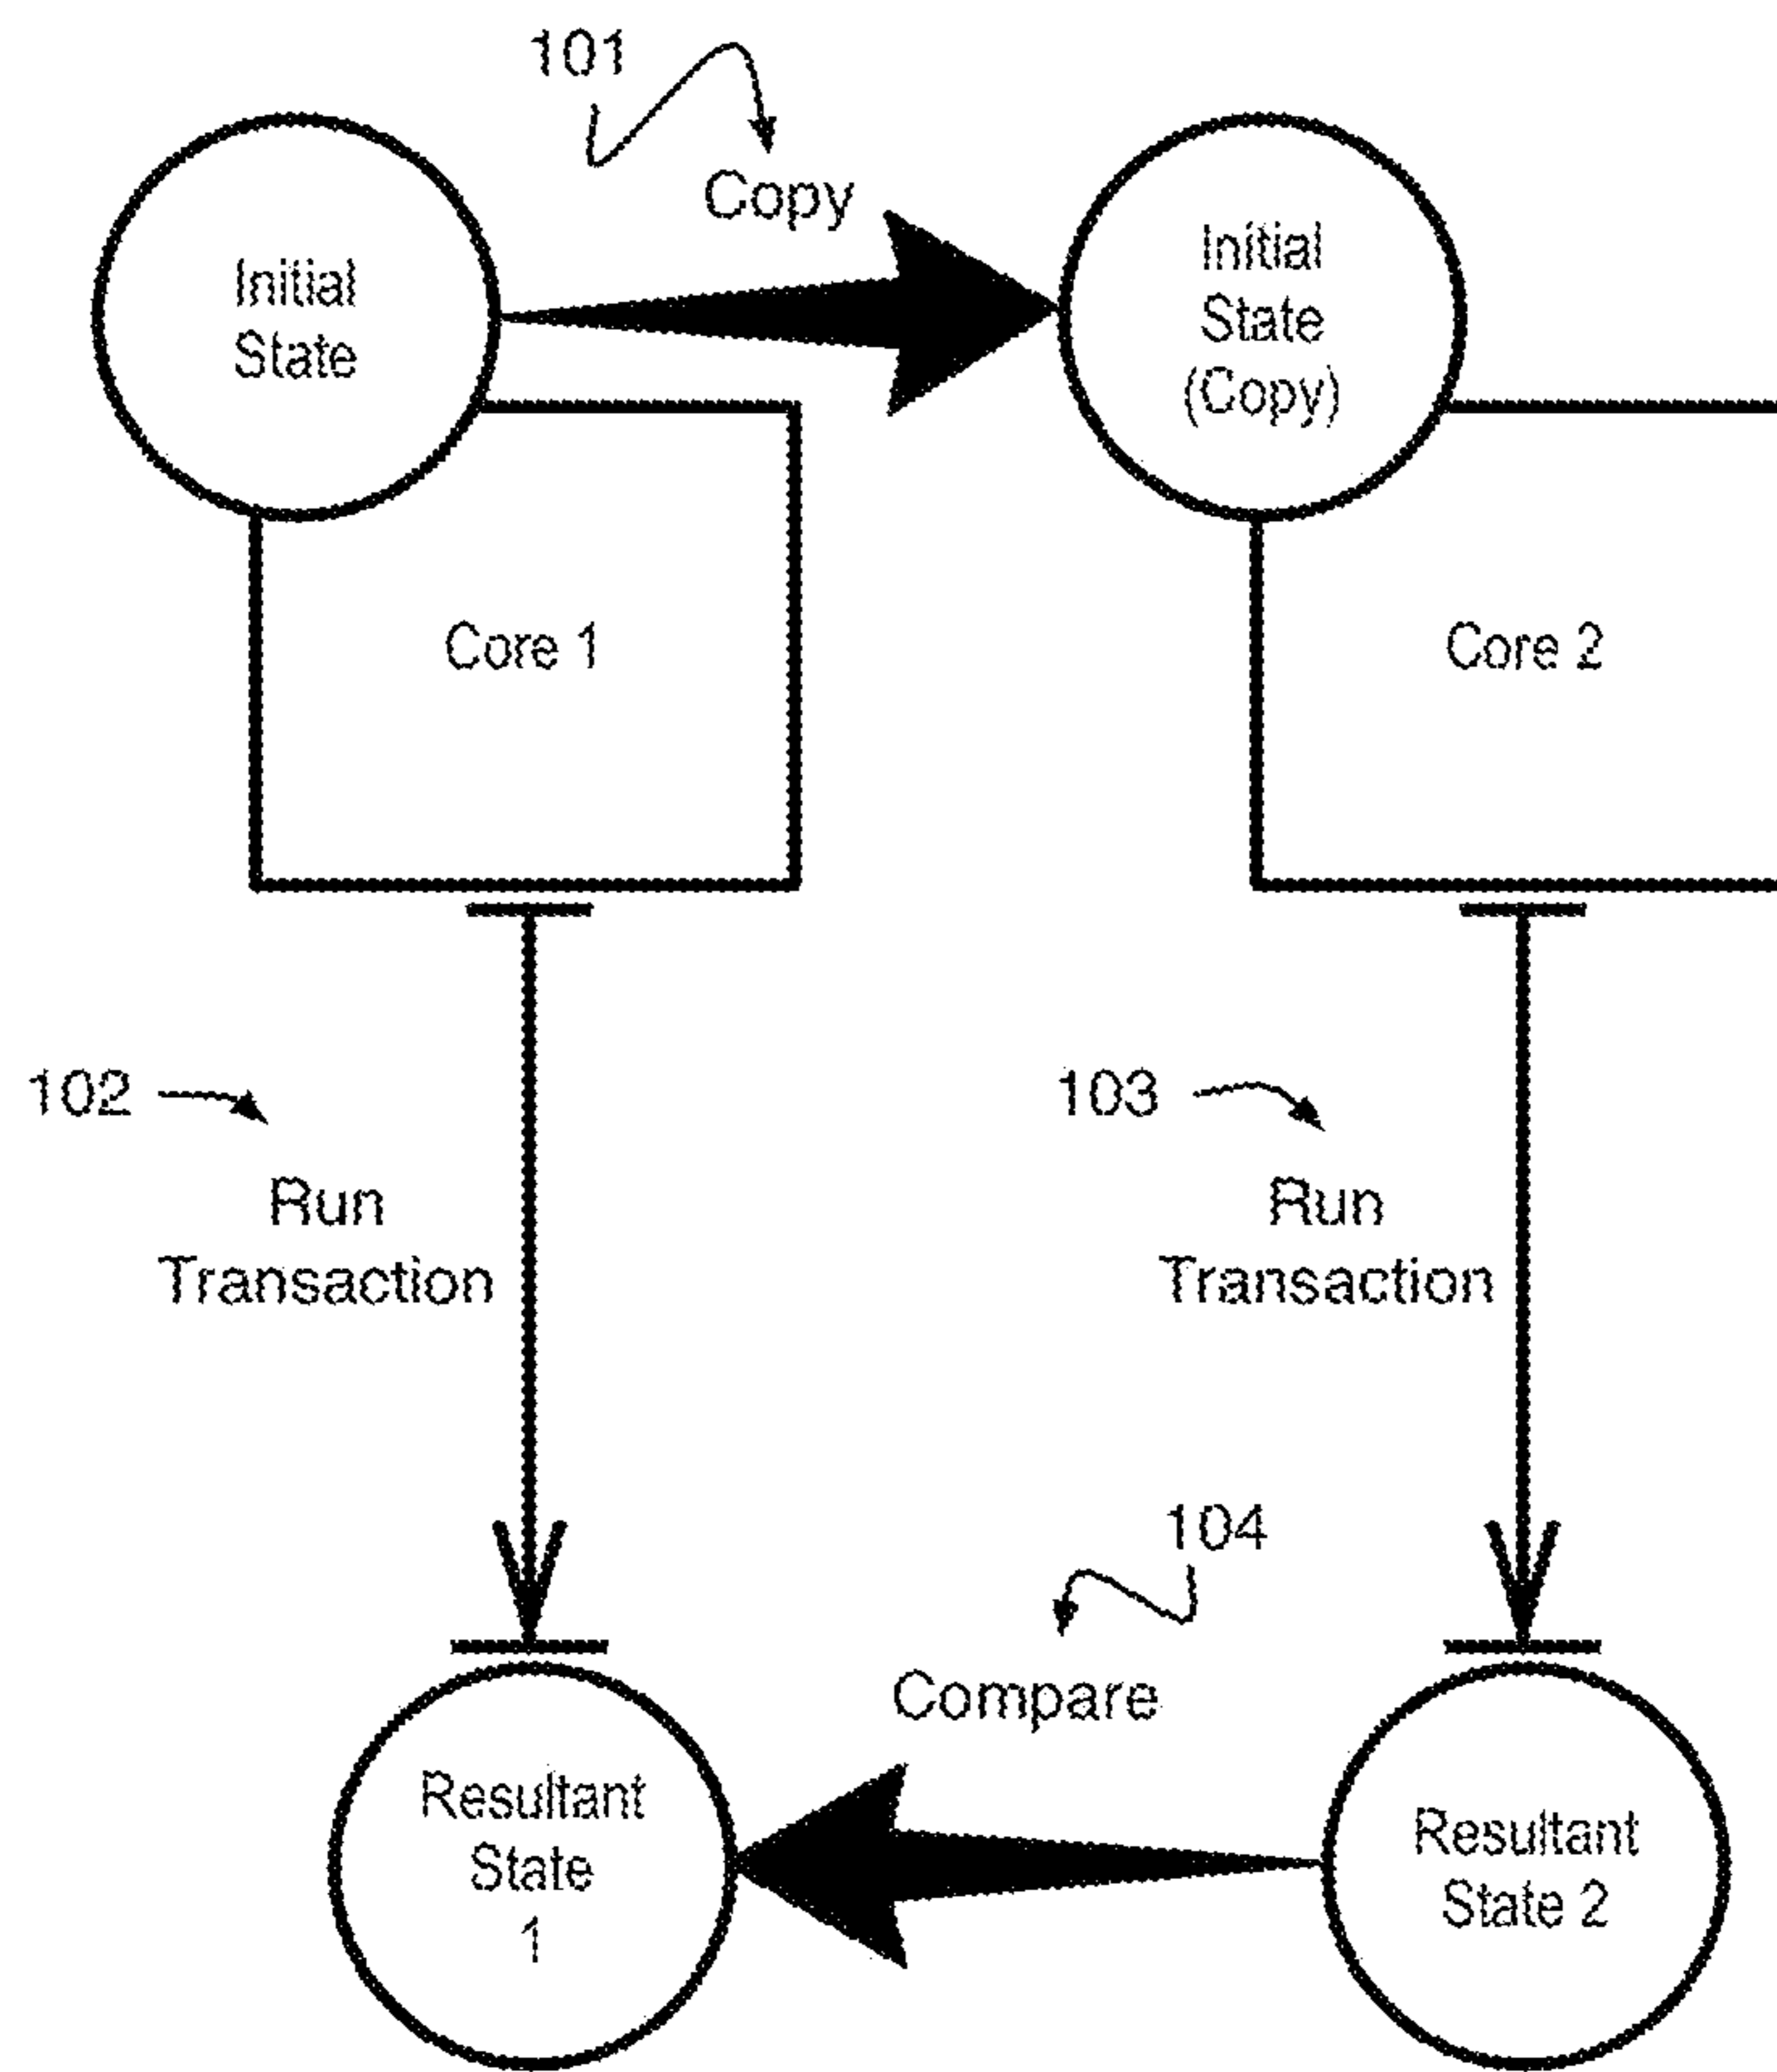 101
Copy
Initial
State
Initial
State
(Copy)
Core 1
Core 2
102
Run
Transaction
103
Run
Transaction
104
Compare
Resultant
State
1
Resultant
State 2